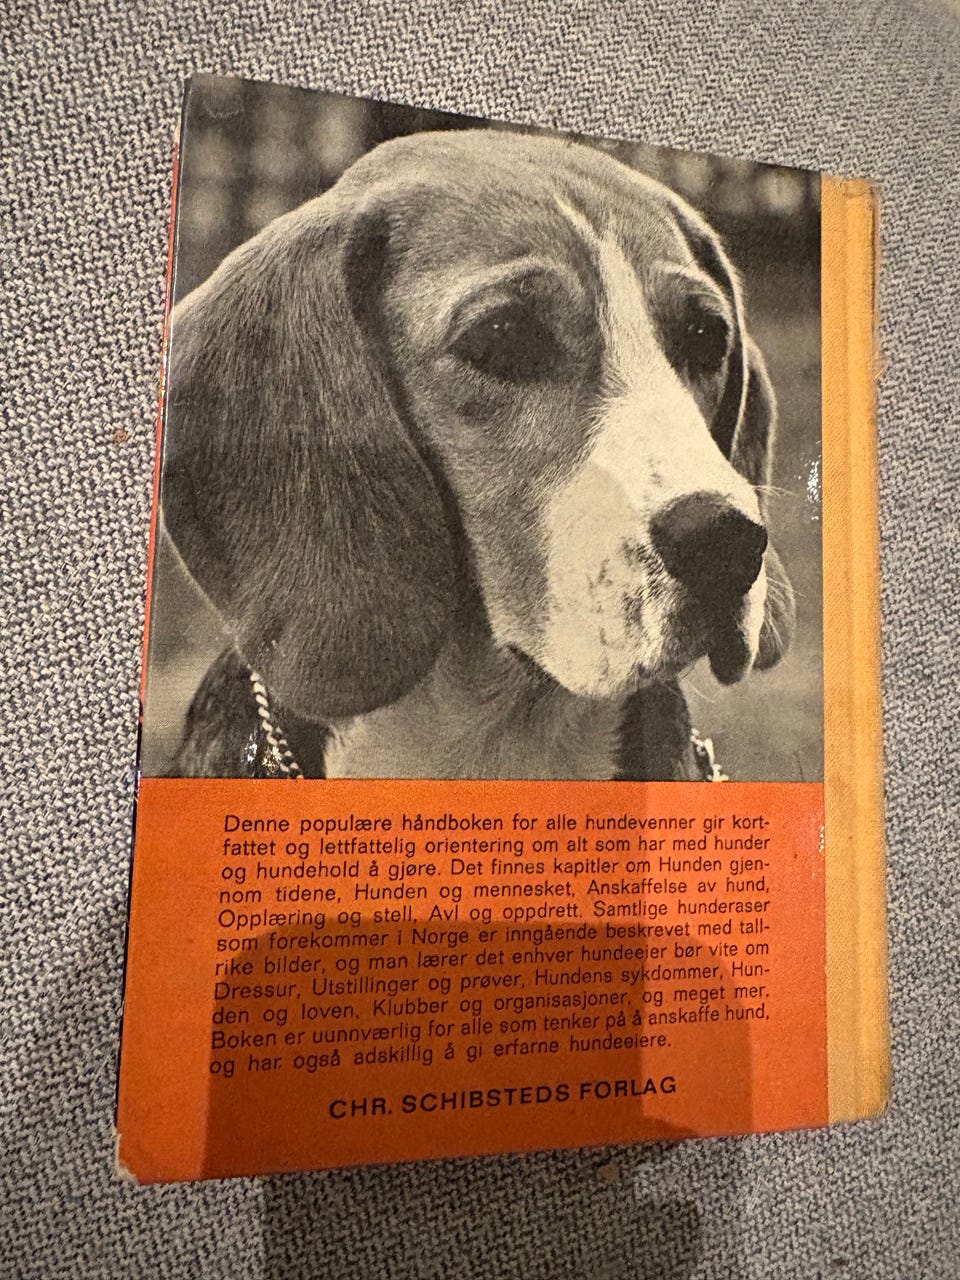 Denne populære håndboken for alle hundevenner gir kort-
fattet og lettfattelig orientering om alt som har med hunder
og hundehold å gjøre. Det finnes kapitler om Hunden gjen-
nom tidene, Hunden og mennesket, Anskaffelse av hund,
Opplæring og stell, Avl og oppdrett. Samtlige hunderaser
som forekommer i Norge er inngående beskrevet med tall-
rike bilder, og man lærer det enhver hundeeier bør vite om
Dressur, Utstillinger og prøver, Hundens sykdommer, Hun-
den og loven, Klubber og organisasjoner, og meget mer.
Boken er uunnværlig for alle som tenker på å anskaffe hund,
og har også adskillig å gi erfarne hundeeiere.
CHR. SCHIBSTEDS FORLAG